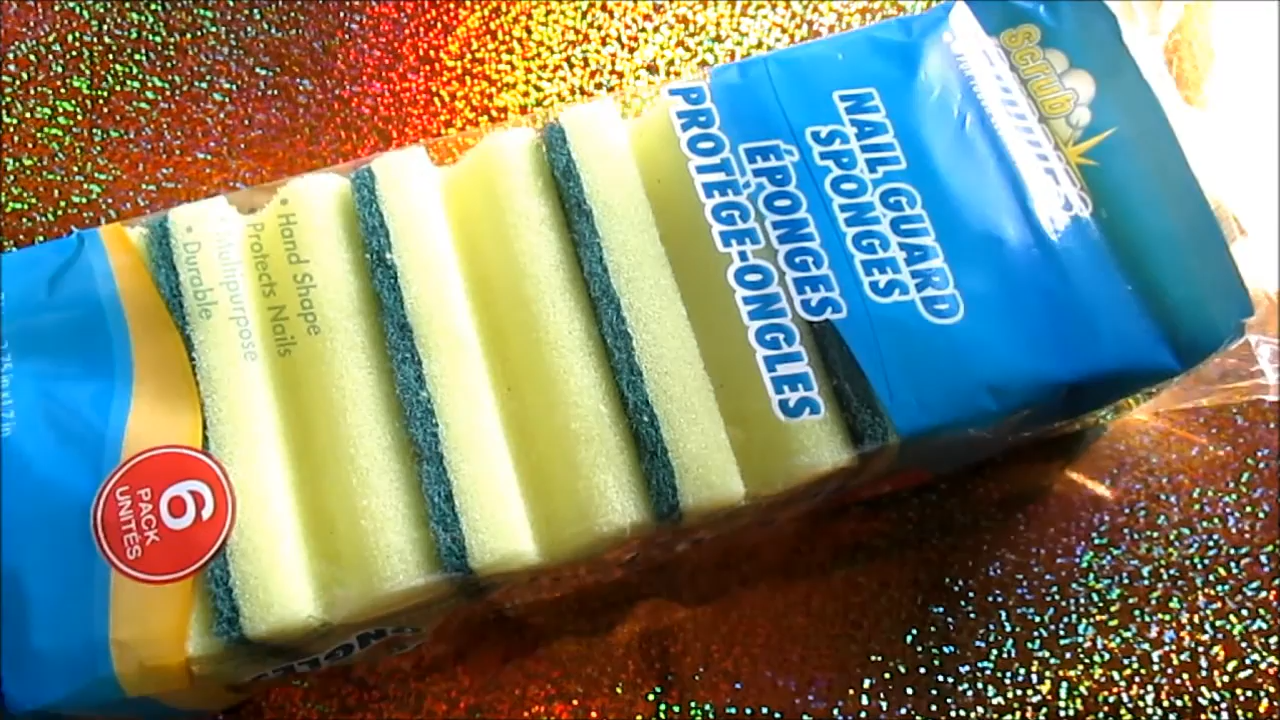 Scrub
NAIL GUARD
SPONGES
ÉPONGES
PROTÈGE-ONGLES
• Hand Shape
• Protects Nails
• Multipurpose
• Durable
6
PACK
UNITÉS